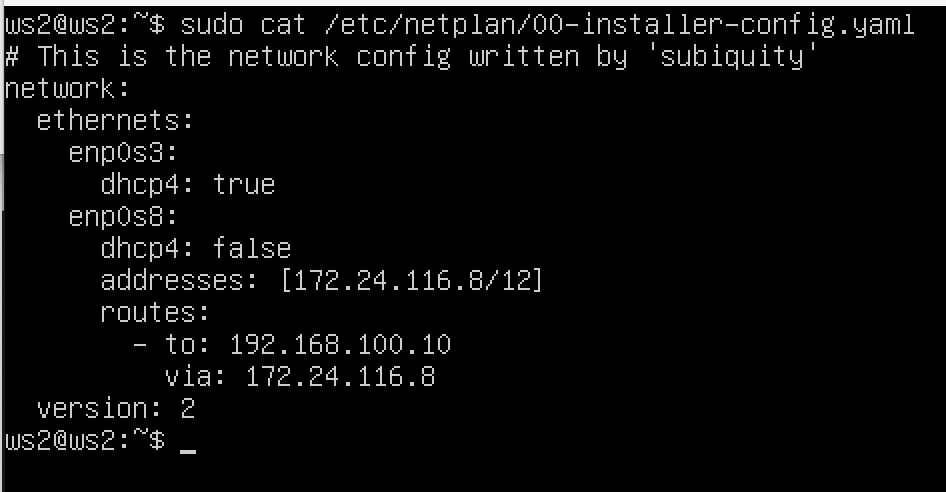 ws2@ws2:~$ sudo cat /etc/netplan/00-installer-config.yaml
# This is the network config written by 'subiquity'
network:
  ethernets:
    enp0s3:
      dhcp4: true
    enp0s8:
      dhcp4: false
      addresses: [172.24.116.8/12]
      routes:
        - to: 192.168.100.10
          via: 172.24.116.8
  version: 2
ws2@ws2:~$ _